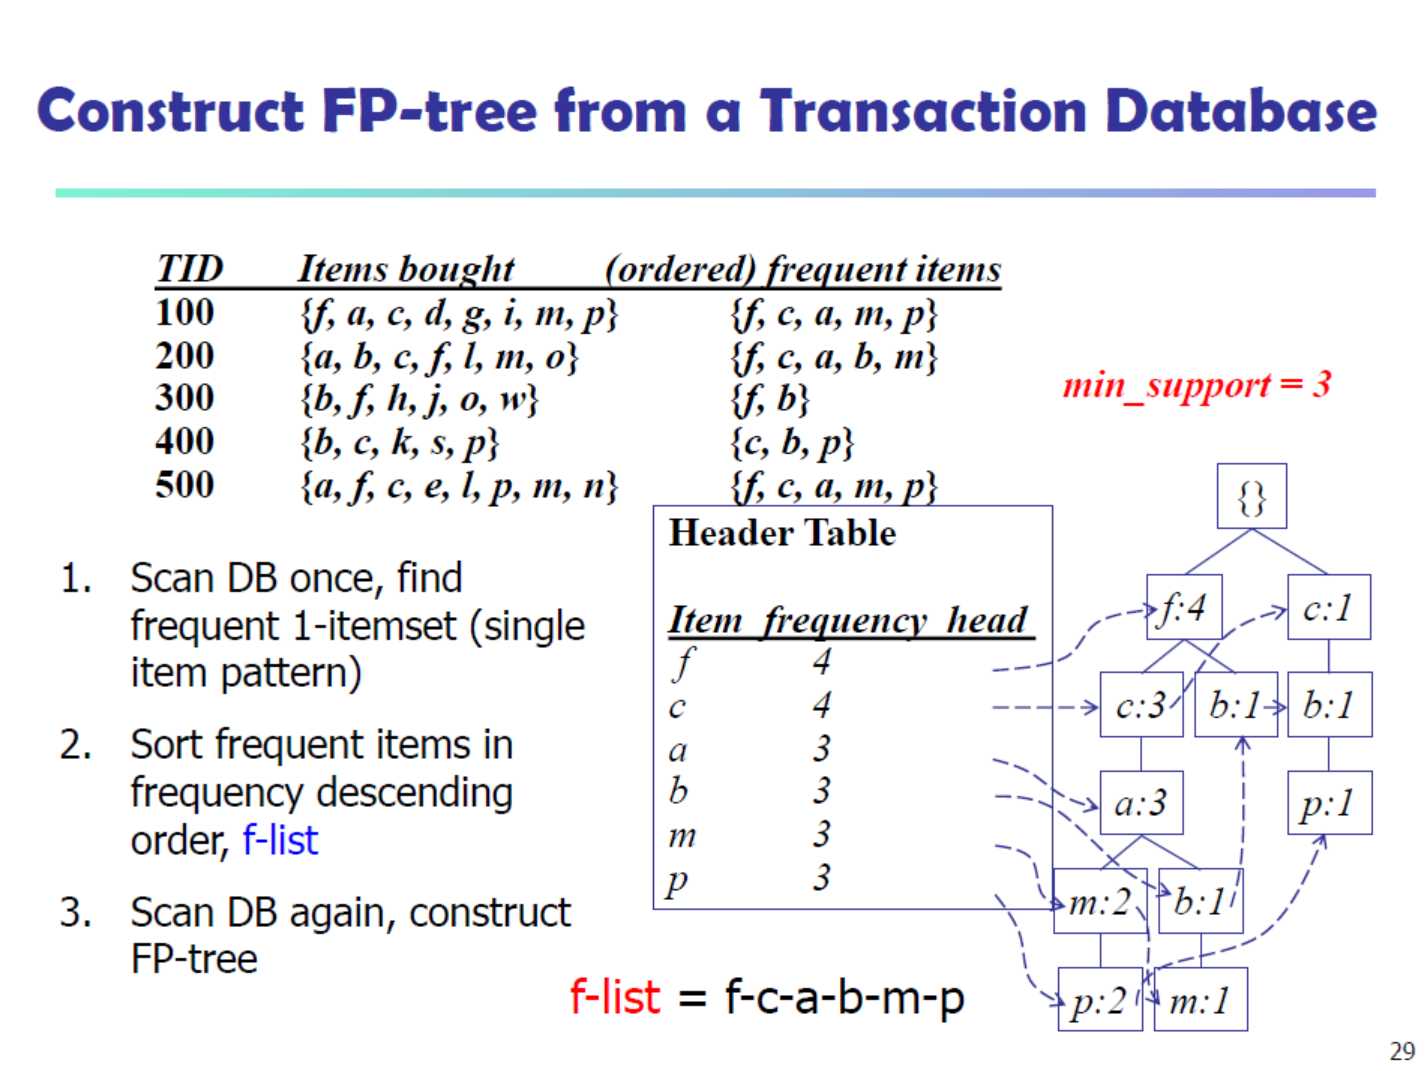 Construct FP-tree from a Transaction Database
TID Items bought (ordered) frequent items
100 {f, a, c, d, g, i, m, p} {f, c, a, m, p}
200 {a, b, c, f, l, m, o} {f, c, a, b, m}
300 {b, f, h, j, o, w} {f, b}
400 {b, c, k, s, p} {c, b, p}
500 {a, f, c, e, l, p, m, n} {f, c, a, m, p}
min_support = 3
1. Scan DB once, find
frequent 1-itemset (single
item pattern)
2. Sort frequent items in
frequency descending
order, f-list
3. Scan DB again, construct
FP-tree
Header Table
Item frequency head
f 4
c 4
a 3
b 3
m 3
p 3
f-list = f-c-a-b-m-p
{}
f:4 c:1
c:3 b:1 b:1
a:3 p:1
m:2 b:1
p:2 m:1
29